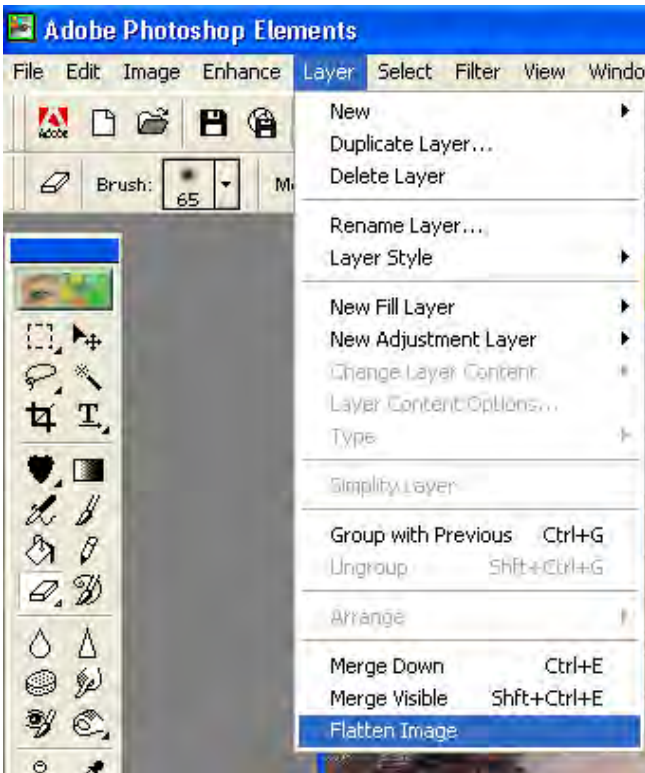 Adobe Photoshop Elements
File Edit Image Enhance Layer Select Filter View Windo
Adobe
Brush: 65 M
New
Duplicate Layer...
Delete Layer
Rename Layer...
Layer Style
New Fill Layer
New Adjustment Layer
Change Layer Content
Layer Content Options...
Type
Simplify Layer
Group with Previous Ctrl+G
Ungroup Shft+Ctrl+G
Arrange
Merge Down Ctrl+E
Merge Visible Shft+Ctrl+E
Flatten Image